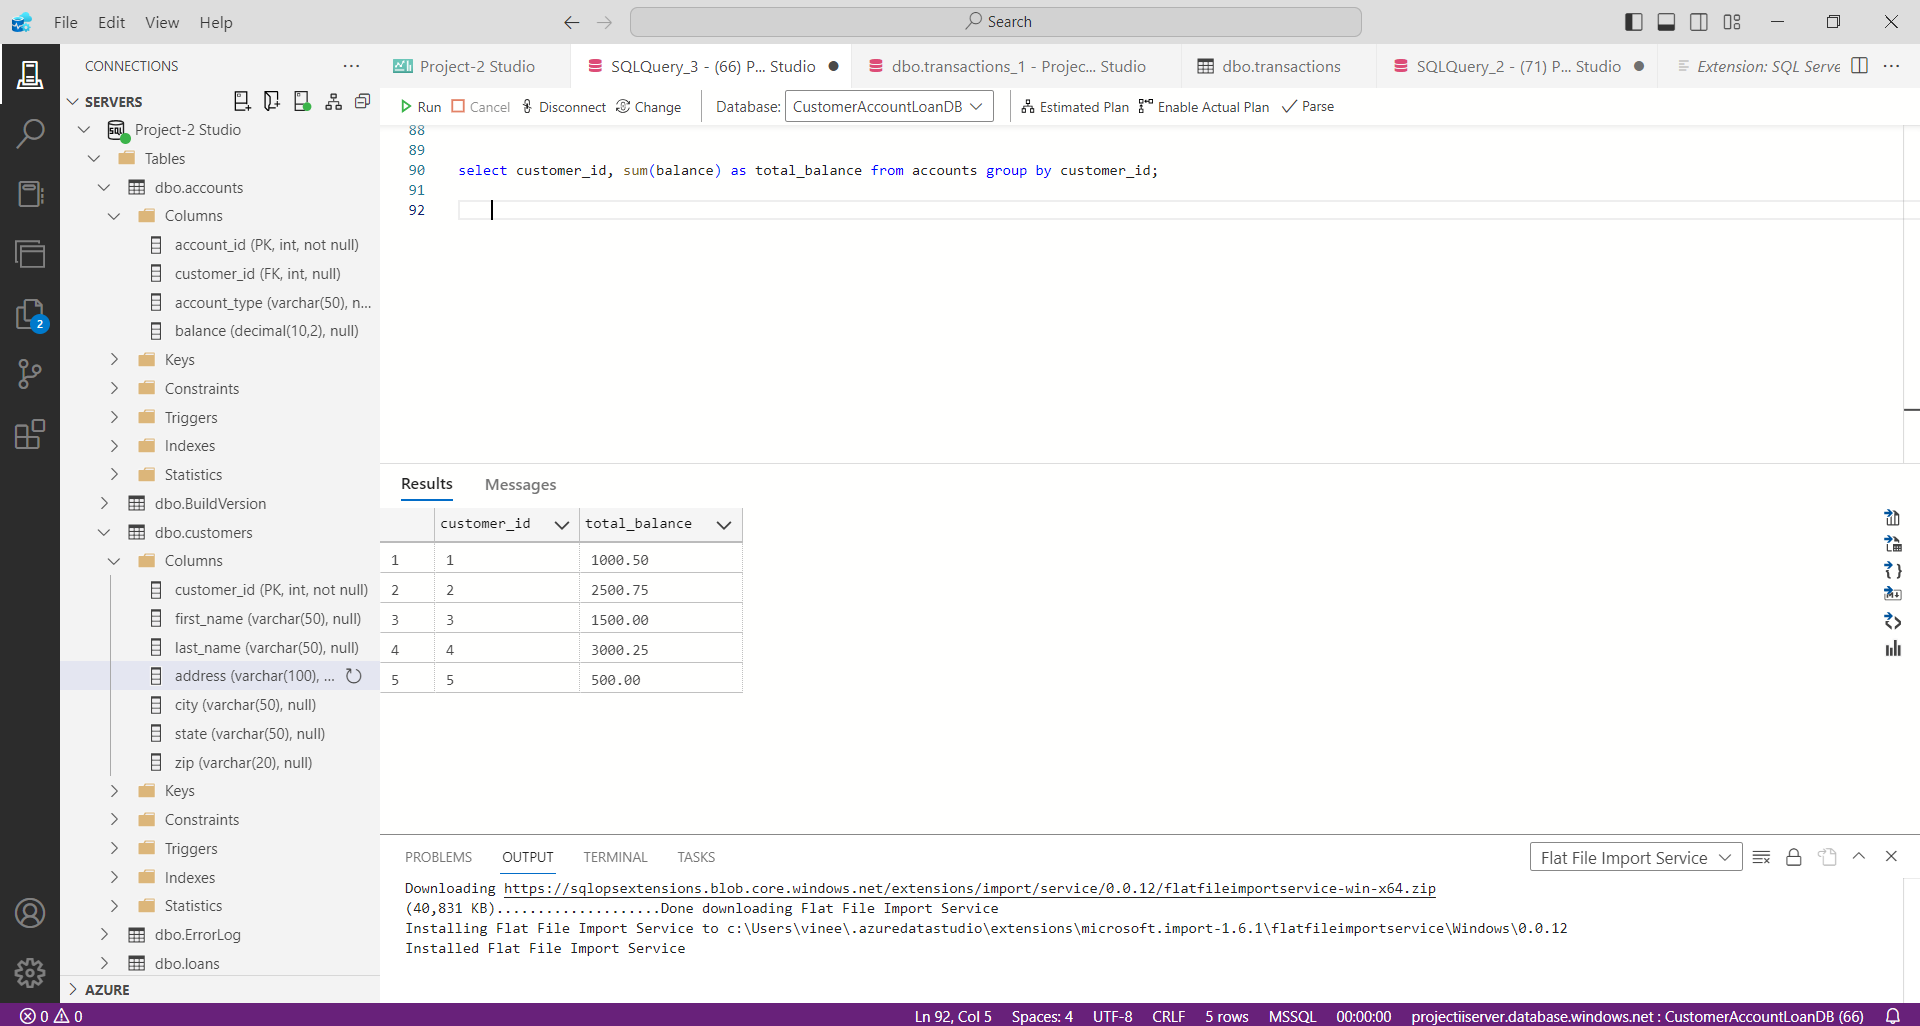 File Edit View Help
Search
CONNECTIONS
SERVERS
Project-2 Studio
Tables
dbo.accounts
Columns
account_id (PK, int, not null)
customer_id (FK, int, null)
account_type (varchar(50), n...
balance (decimal(10,2), null)
Keys
Constraints
Triggers
Indexes
Statistics
dbo.BuildVersion
dbo.customers
Columns
customer_id (PK, int, not null)
first_name (varchar(50), null)
last_name (varchar(50), null)
address (varchar(100), ...
city (varchar(50), null)
state (varchar(50), null)
zip (varchar(20), null)
Keys
Constraints
Triggers
Indexes
Statistics
dbo.ErrorLog
dbo.loans
AZURE
2
Project-2 Studio
SQLQuery_3 - (66) P... Studio
dbo.transactions_1 - Projec... Studio
dbo.transactions
SQLQuery_2 - (71) P... Studio
Extension: SQL Serve
Run Cancel Disconnect Change Database: CustomerAccountLoanDB Estimated Plan Enable Actual Plan Parse
88
89
90 select customer_id, sum(balance) as total_balance from accounts group by customer_id;
91
92
Results Messages
customer_id total_balance
1 1 1000.50
2 2 2500.75
3 3 1500.00
4 4 3000.25
5 5 500.00
PROBLEMS OUTPUT TERMINAL TASKS
Flat File Import Service
Downloading https://sqlopsextensions.blob.core.windows.net/extensions/import/service/0.0.12/flatfileimportservice-win-x64.zip
(40,831 KB)....................Done downloading Flat File Import Service
Installing Flat File Import Service to c:\Users\vinee\.azuredatastudio\extensions\microsoft.import-1.6.1\flatfileimportservice\Windows\0.0.12
Installed Flat File Import Service
0 0
Ln 92, Col 5 Spaces: 4 UTF-8 CRLF 5 rows MSSQL 00:00:00 projectiiserver.database.windows.net : CustomerAccountLoanDB (66)